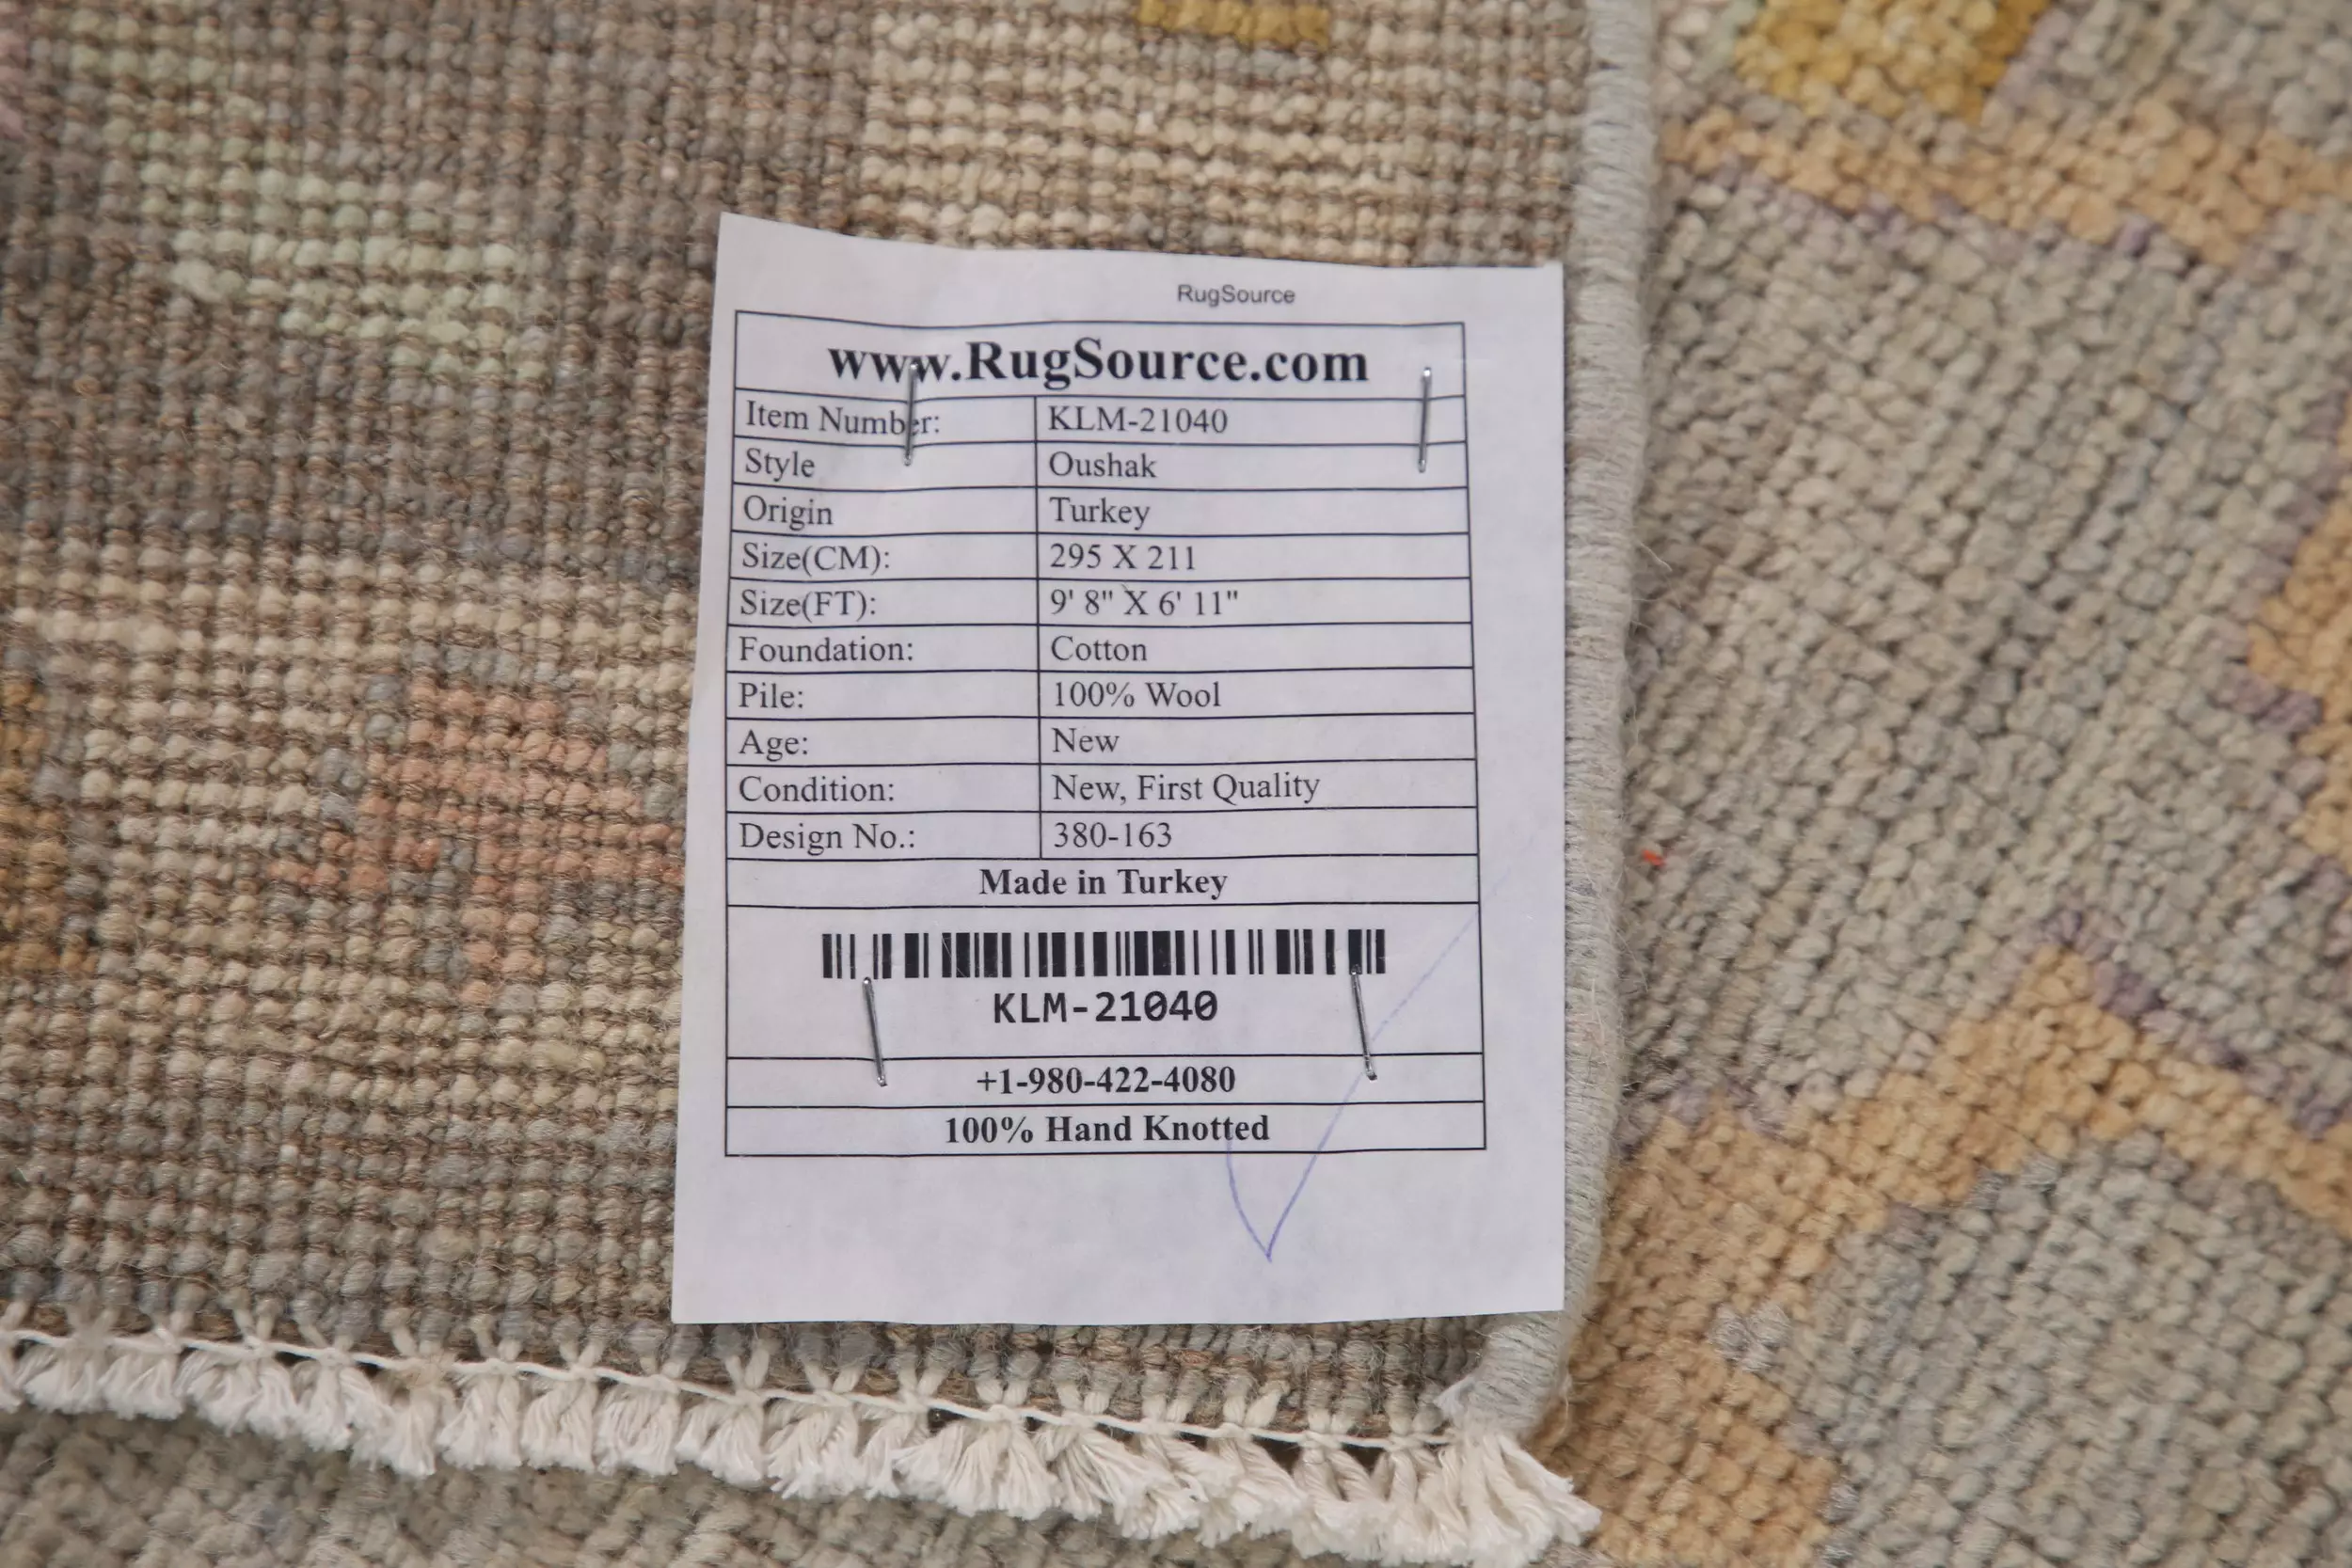 RugSource
www.RugSource.com
Item Number: KLM-21040
Style Oushak
Origin Turkey
Size(CM): 295 X 211
Size(FT): 9' 8" X 6' 11"
Foundation: Cotton
Pile: 100% Wool
Age: New
Condition: New, First Quality
Design No.: 380-163
Made in Turkey
KLM-21040
+1-980-422-4080
100% Hand Knotted